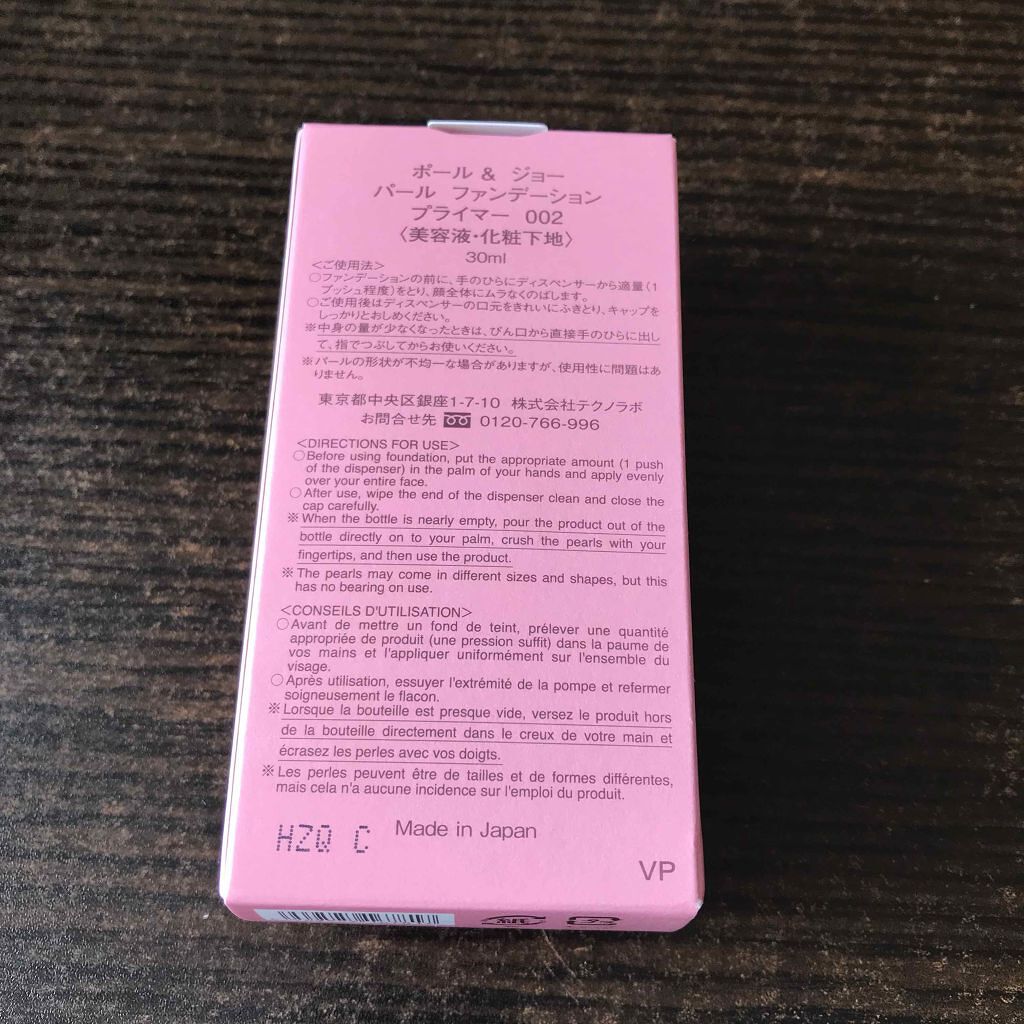 ポール & ジョー
パール ファンデーション
プライマー 002
〈美容液・化粧下地〉
30ml
<ご使用法>
○ファンデーションの前に、手のひらにディスペンサーから適量(1
プッシュ程度)をとり、顔全体にムラなくのばします。
○ご使用後はディスペンサーの口元をきれいにふきとり、キャップを
しっかりとおしめください。
※中身の量が少なくなったときは、びん口から直接手のひらに出し
て、指でつぶしてからお使いください。
※パールの形状が不均一な場合がありますが、使用性に問題はあ
りません。
東京都中央区銀座1-7-10 株式会社テクノラボ
お問合せ先 0120-766-996
<DIRECTIONS FOR USE>
○Before using foundation, put the appropriate amount (1 push
of the dispenser) in the palm of your hands and apply evenly
over your entire face.
○After use, wipe the end of the dispenser clean and close the
cap carefully.
※When the bottle is nearly empty, pour the product out of the
bottle directly on to your palm, crush the pearls with your
fingertips, and then use the product.
※The pearls may come in different sizes and shapes, but this
has no bearing on use.
<CONSEILS D'UTILISATION>
○Avant de mettre un fond de teint, prélever une quantité
appropriée de produit (une pression suffit) dans la paume de
vos mains et l'appliquer uniformément sur l'ensemble du
visage.
○Après utilisation, essuyer l'extrémité de la pompe et refermer
soigneusement le flacon.
※Lorsque la bouteille est presque vide, versez le produit hors
de la bouteille directement dans le creux de votre main et
écrasez les perles avec vos doigts.
※Les perles peuvent être de tailles et de formes différentes,
mais cela n'a aucune incidence sur l'emploi du produit.
HZQ C Made in Japan
VP
紙